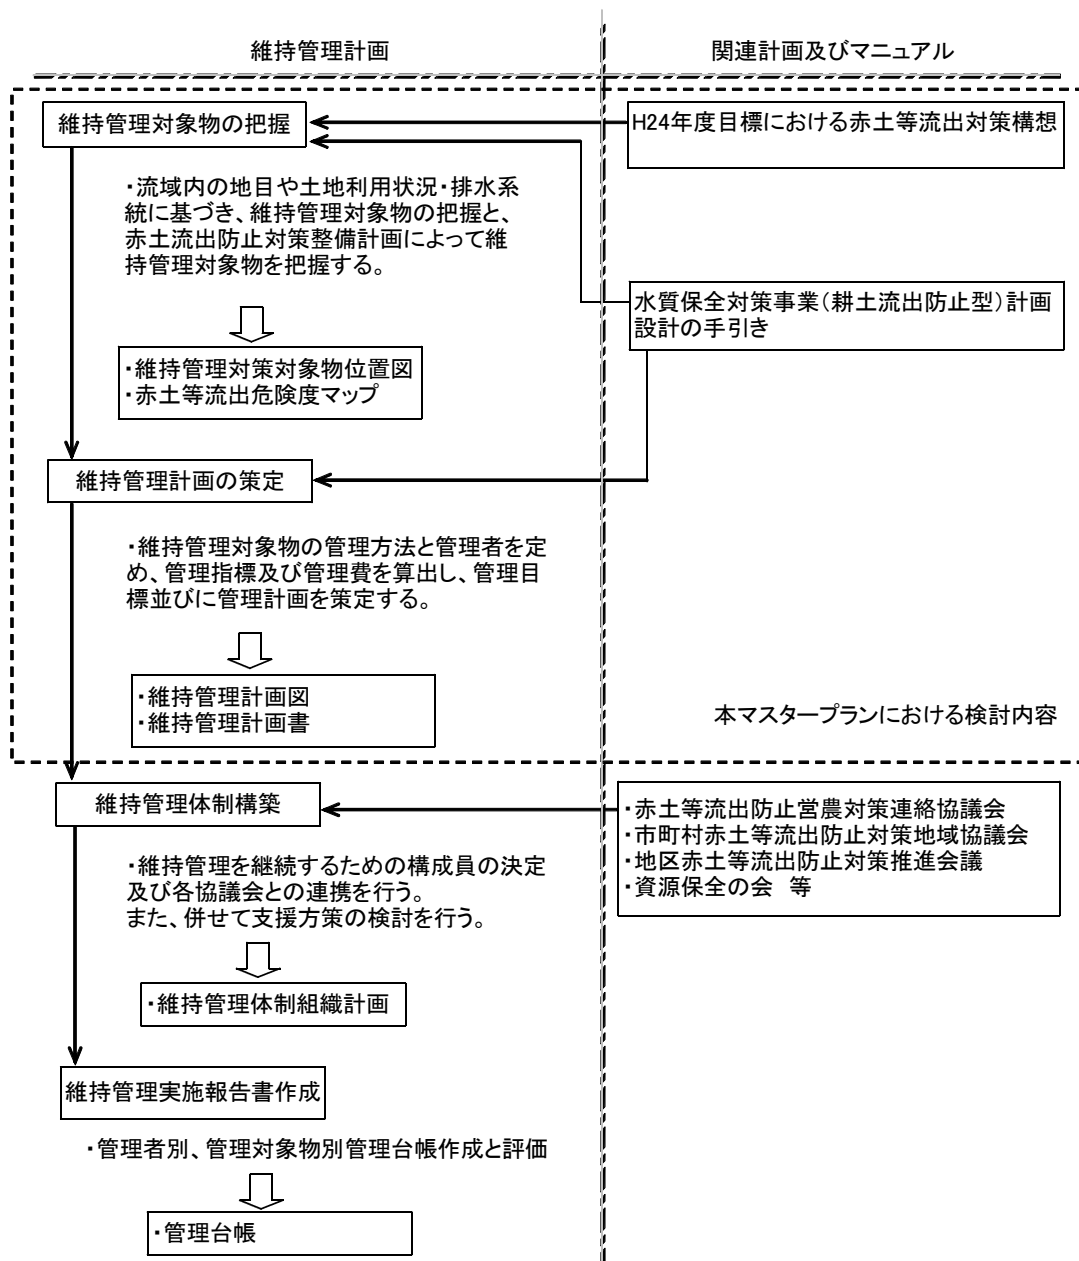 維持管理計画
関連計画及びマニュアル
維持管理対象物の把握
H24年度目標における赤土等流出対策構想
・流域内の地目や土地利用状況・排水系
統に基づき、維持管理対象物の把握と、
赤土流出防止対策整備計画によって維
持管理対象物を把握する。
水質保全対策事業（耕土流出防止型）計画
設計の手引き
・維持管理対策対象物位置図
・赤土等流出危険度マップ
維持管理計画の策定
・維持管理対象物の管理方法と管理者を定
め、管理指標及び管理費を算出し、管理目
標並びに管理計画を策定する。
・維持管理計画図
・維持管理計画書
本マスタープランにおける検討内容
維持管理体制構築
・赤土等流出防止営農対策連絡協議会
・市町村赤土等流出防止対策地域協議会
・地区赤土等流出防止対策推進会議
・資源保全の会　等
・維持管理を継続するための構成員の決定
及び各協議会との連携を行う。
また、併せて支援方策の検討を行う。
・維持管理体制組織計画
維持管理実施報告書作成
・管理者別、管理対象物別管理台帳作成と評価
・管理台帳